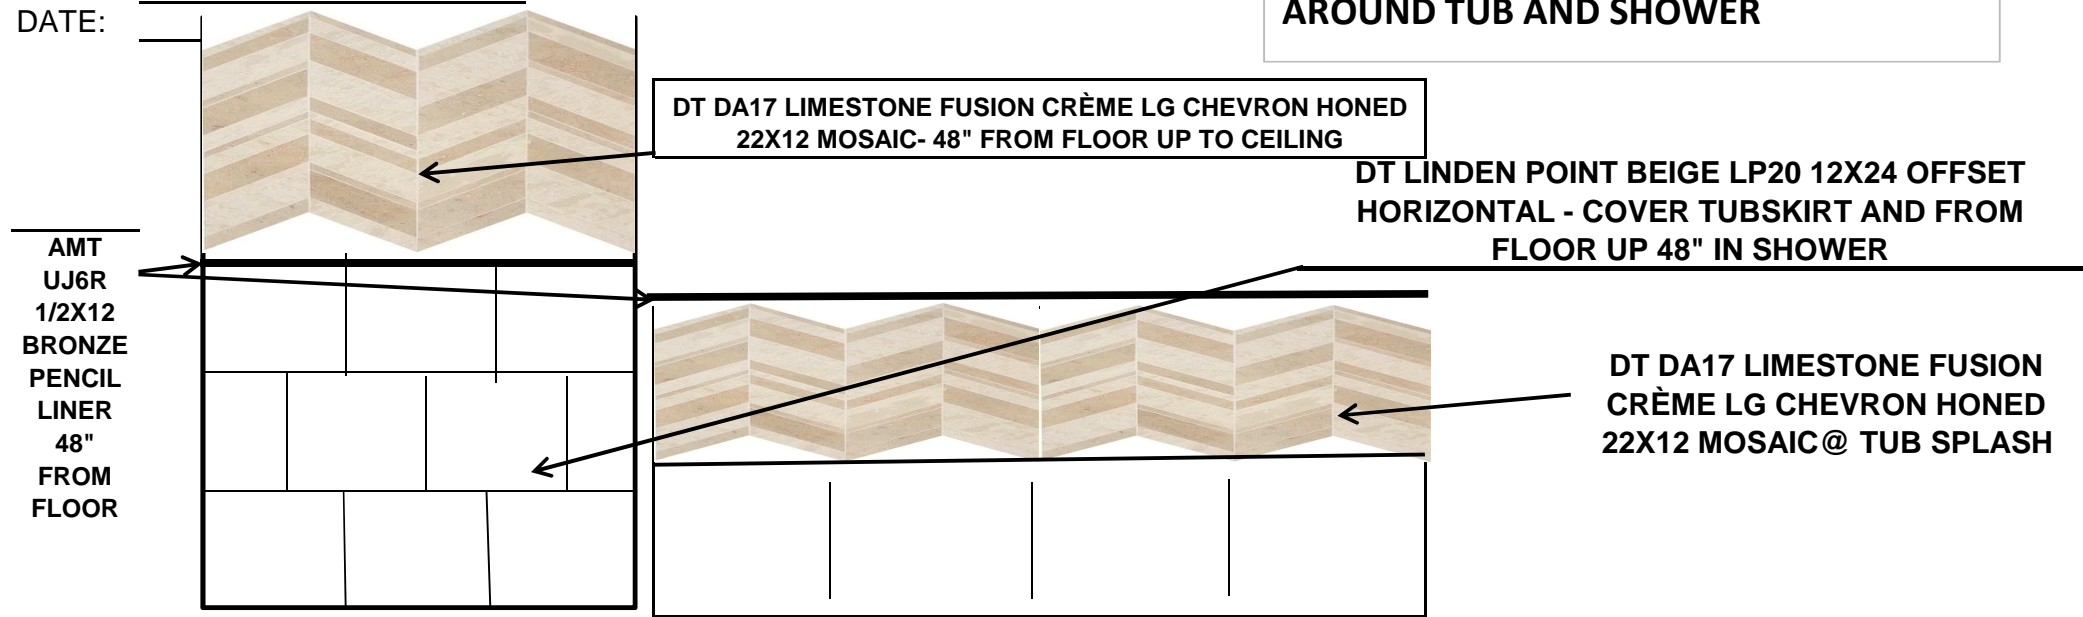 DATE:
AROUND TUB AND SHOWER
DT DA17 LIMESTONE FUSION CRÈME LG CHEVRON HONED
22X12 MOSAIC- 48" FROM FLOOR UP TO CEILING
DT LINDEN POINT BEIGE LP20 12X24 OFFSET
HORIZONTAL - COVER TUBSKIRT AND FROM
FLOOR UP 48" IN SHOWER
AMT
UJ6R
1/2X12
BRONZE
PENCIL
LINER
48"
FROM
FLOOR
DT DA17 LIMESTONE FUSION
CRÈME LG CHEVRON HONED
22X12 MOSAIC@ TUB SPLASH